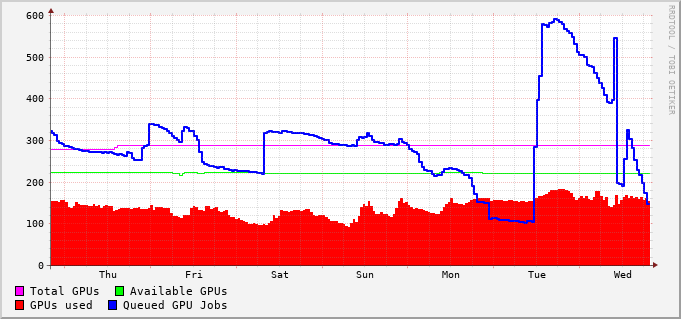 600
500
400
300
200
100
0
Thu Fri Sat Sun Mon Tue Wed
Total GPUs Available GPUs
GPUs used Queued GPU Jobs
RRDTOOL / TOBI OETIKER